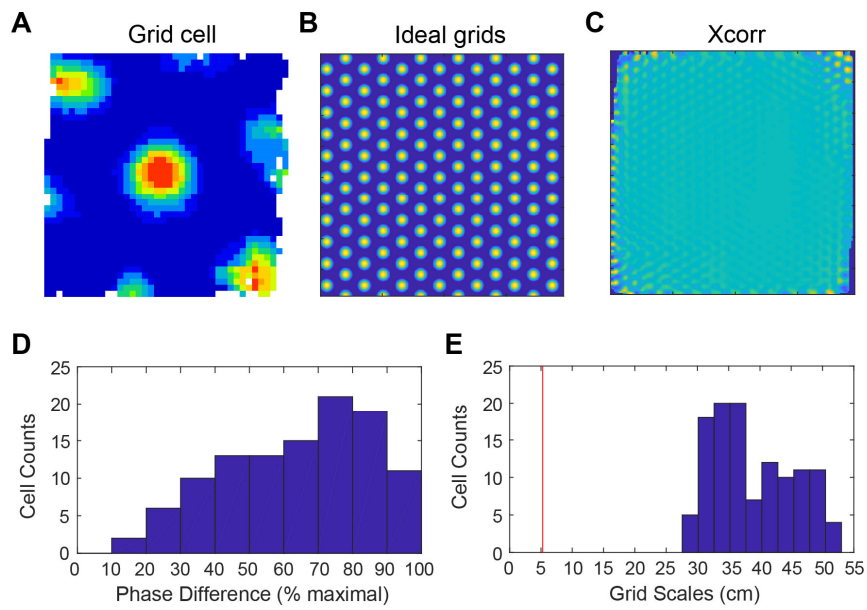 A Grid cell
B Ideal grids
C Xcorr
D
25
20
15
10
5
0
Cell Counts
0 10 20 30 40 50 60 70 80 90 100
Phase Difference (% maximal)
E
25
20
15
10
5
0
Cell Counts
0 5 10 15 20 25 30 35 40 45 50 55
Grid Scales (cm)